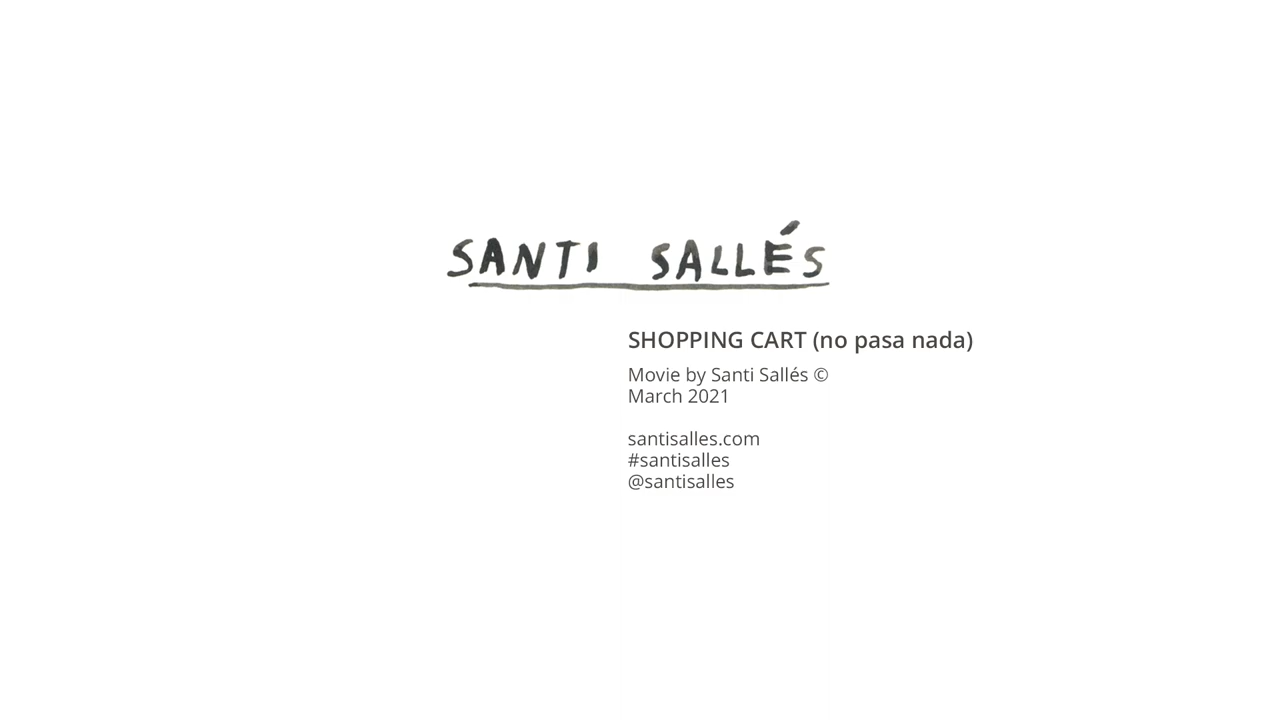 SANTI SALLÉS
SHOPPING CART (no pasa nada)
Movie by Santi Sallés ©
March 2021
santisalles.com
#santisalles
@santisalles